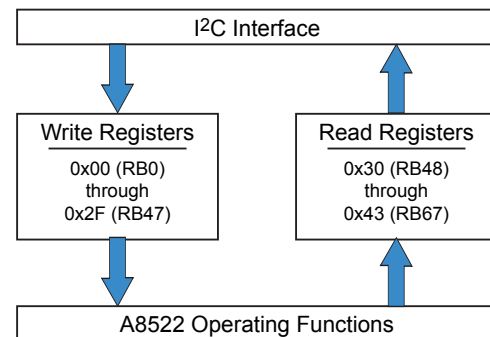 I²C Interface
Write Registers
0x00 (RB0)
through
0x2F (RB47)
Read Registers
0x30 (RB48)
through
0x43 (RB67)
A8522 Operating Functions